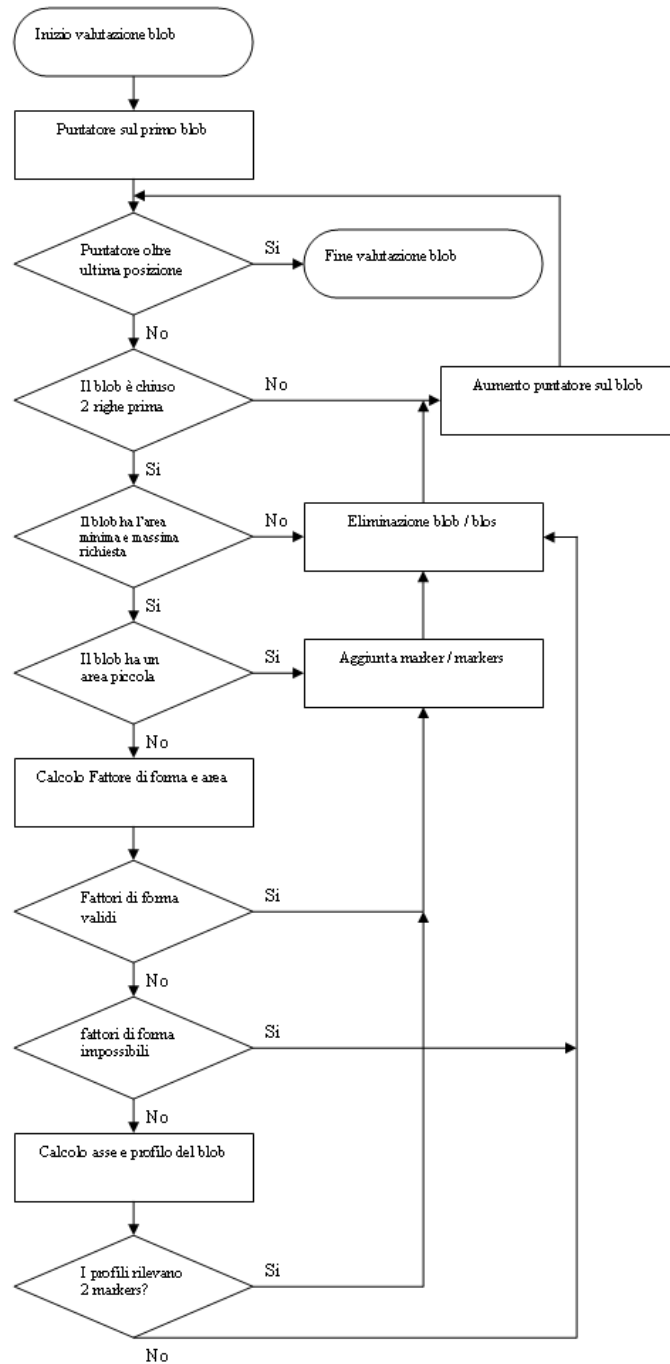 Inizio valutazione blob
Puntatore sul primo blob
Puntatore oltre
ultima posizione
Si
Fine valutazione blob
No
Il blob è chiuso
2 righe prima
No
Aumento puntatore sul blob
Si
Il blob ha l'area
minima e massima
richiesta
No
Eliminazione blob / blos
Si
Il blob ha un
area piccola
Si
Aggiunta marker / markers
No
Calcolo Fattore di forma e area
Fattori di forma
validi
Si
No
fattori di forma
impossibili
Si
No
Calcolo asse e profilo del blob
I profili rilevano
2 markers?
Si
No